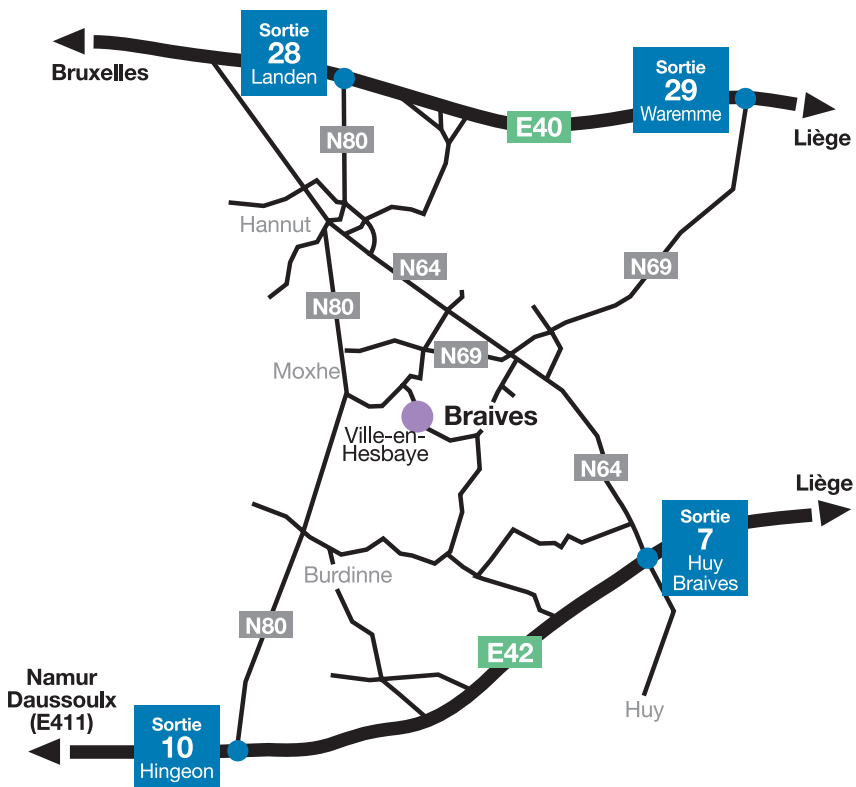 Sortie
28
Landen
Bruxelles
Sortie
29
Waremme
E40
Liège
N80
Hannut
N64
N69
N80
N69
Moxhe
Braives
Ville-en-
Hesbaye
N64
Liège
Sortie
7
Huy
Braives
Burdinne
N80
E42
Namur
Daussoulx
(E411)
Huy
Sortie
10
Hingeon